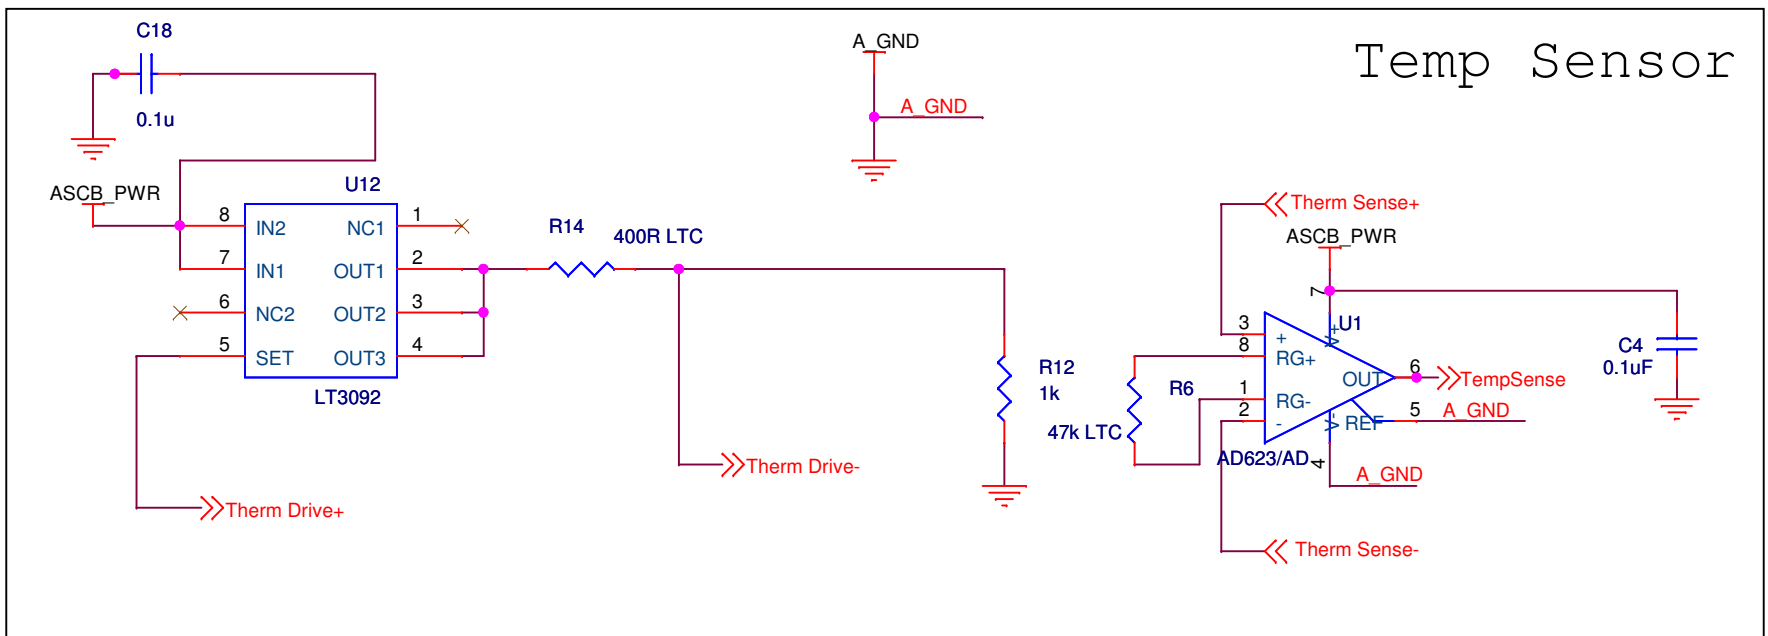 Temp Sensor
C18
0.1u
A_GND
A_GND
ASCB_PWR
U12
8
IN2
NC1
1
7
IN1
OUT1
2
6
NC2
OUT2
3
5
SET
OUT3
4
LT3092
R14
400R LTC
Therm Drive+
Therm Drive-
R12
1k
Therm Sense+
ASCB_PWR
7
V+
U1
3
+
8
RG+
1
RG-
2
-
R6
47k LTC
OUT
6
TempSense
REF
5
A_GND
V-
4
A_GND
AD623/AD
C4
0.1uF
Therm Sense-